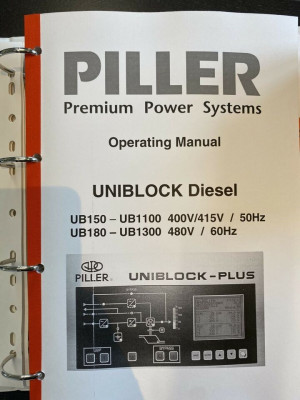 PILLER
Premium Power Systems
Operating Manual
UNIBLOCK Diesel
UB150 – UB1100 400V/415V / 50Hz
UB180 – UB1300 480V / 60Hz
PILLER
UNIBLOCK-PLUS